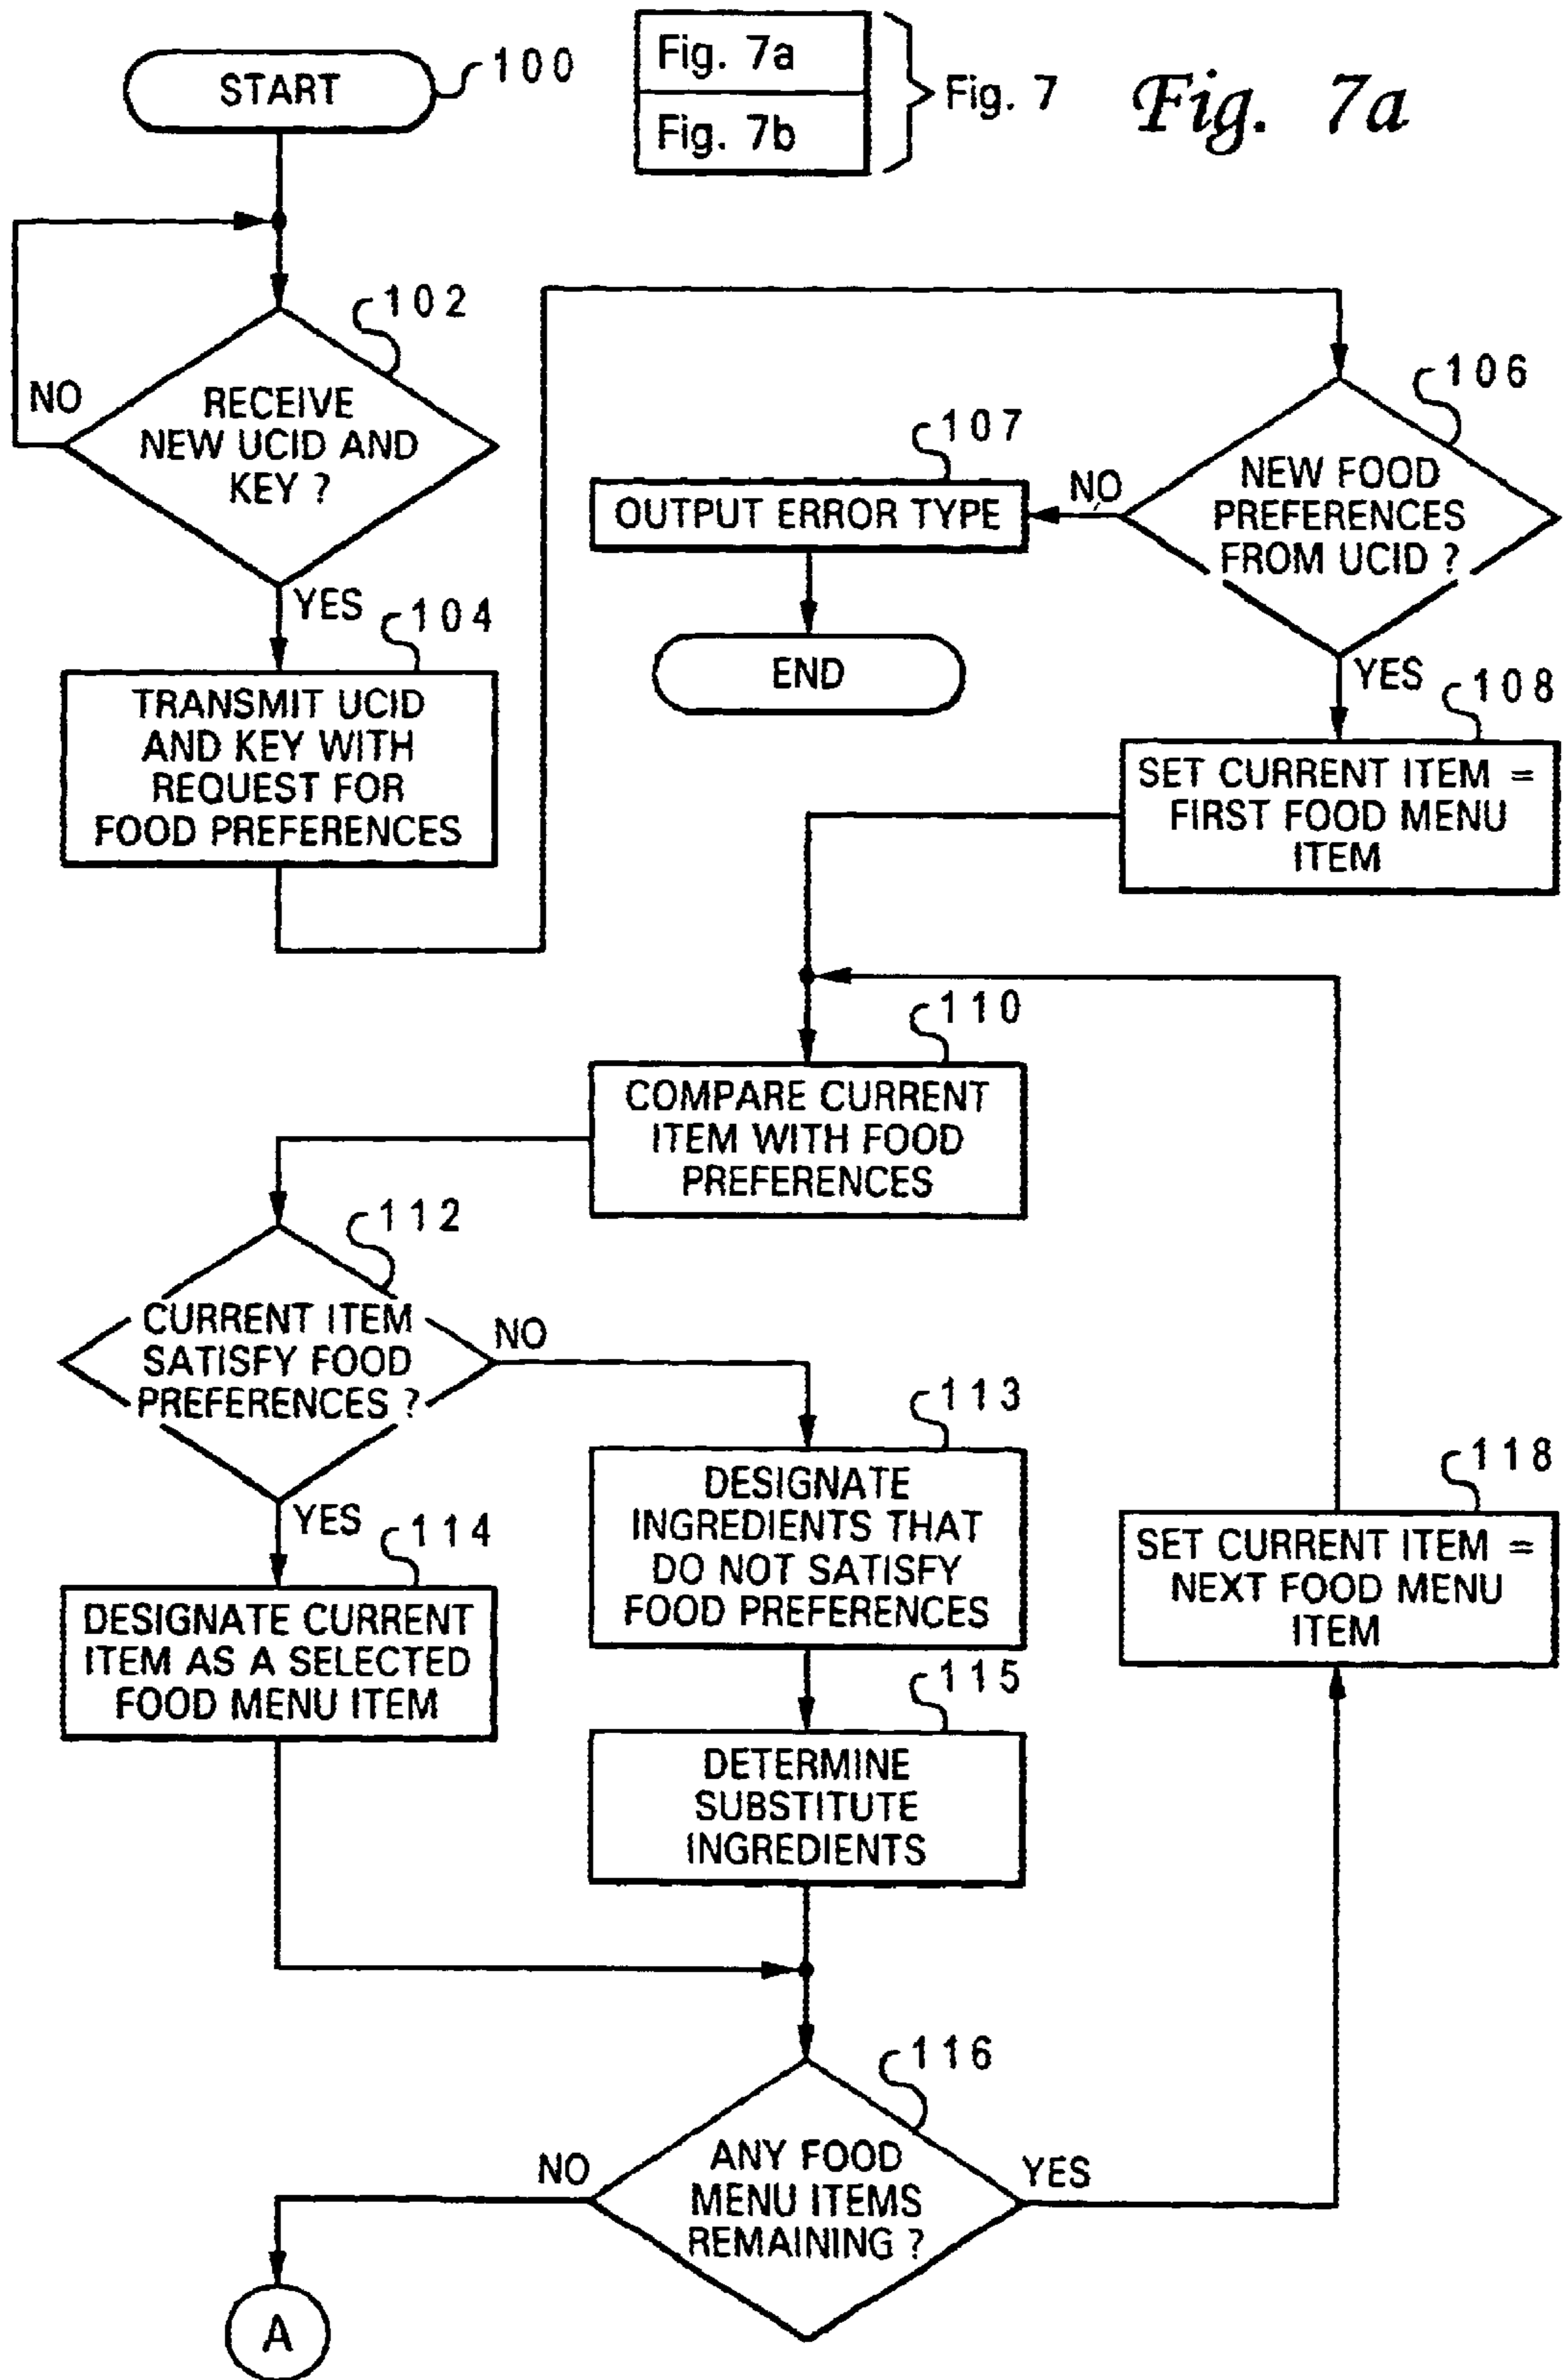 START
100
Fig. 7a
Fig. 7b
Fig. 7
Fig. 7a
102
RECEIVE
NEW UCID AND
KEY ?
NO
YES
104
TRANSMIT UCID
AND KEY WITH
REQUEST FOR
FOOD PREFERENCES
106
NEW FOOD
PREFERENCES
FROM UCID ?
NO
107
OUTPUT ERROR TYPE
END
YES
108
SET CURRENT ITEM =
FIRST FOOD MENU
ITEM
110
COMPARE CURRENT
ITEM WITH FOOD
PREFERENCES
112
CURRENT ITEM
SATISFY FOOD
PREFERENCES ?
NO
YES
113
DESIGNATE
INGREDIENTS THAT
DO NOT SATISFY
FOOD PREFERENCES
114
DESIGNATE CURRENT
ITEM AS A SELECTED
FOOD MENU ITEM
115
DETERMINE
SUBSTITUTE
INGREDIENTS
118
SET CURRENT ITEM =
NEXT FOOD MENU
ITEM
116
ANY FOOD
MENU ITEMS
REMAINING ?
NO
YES
A